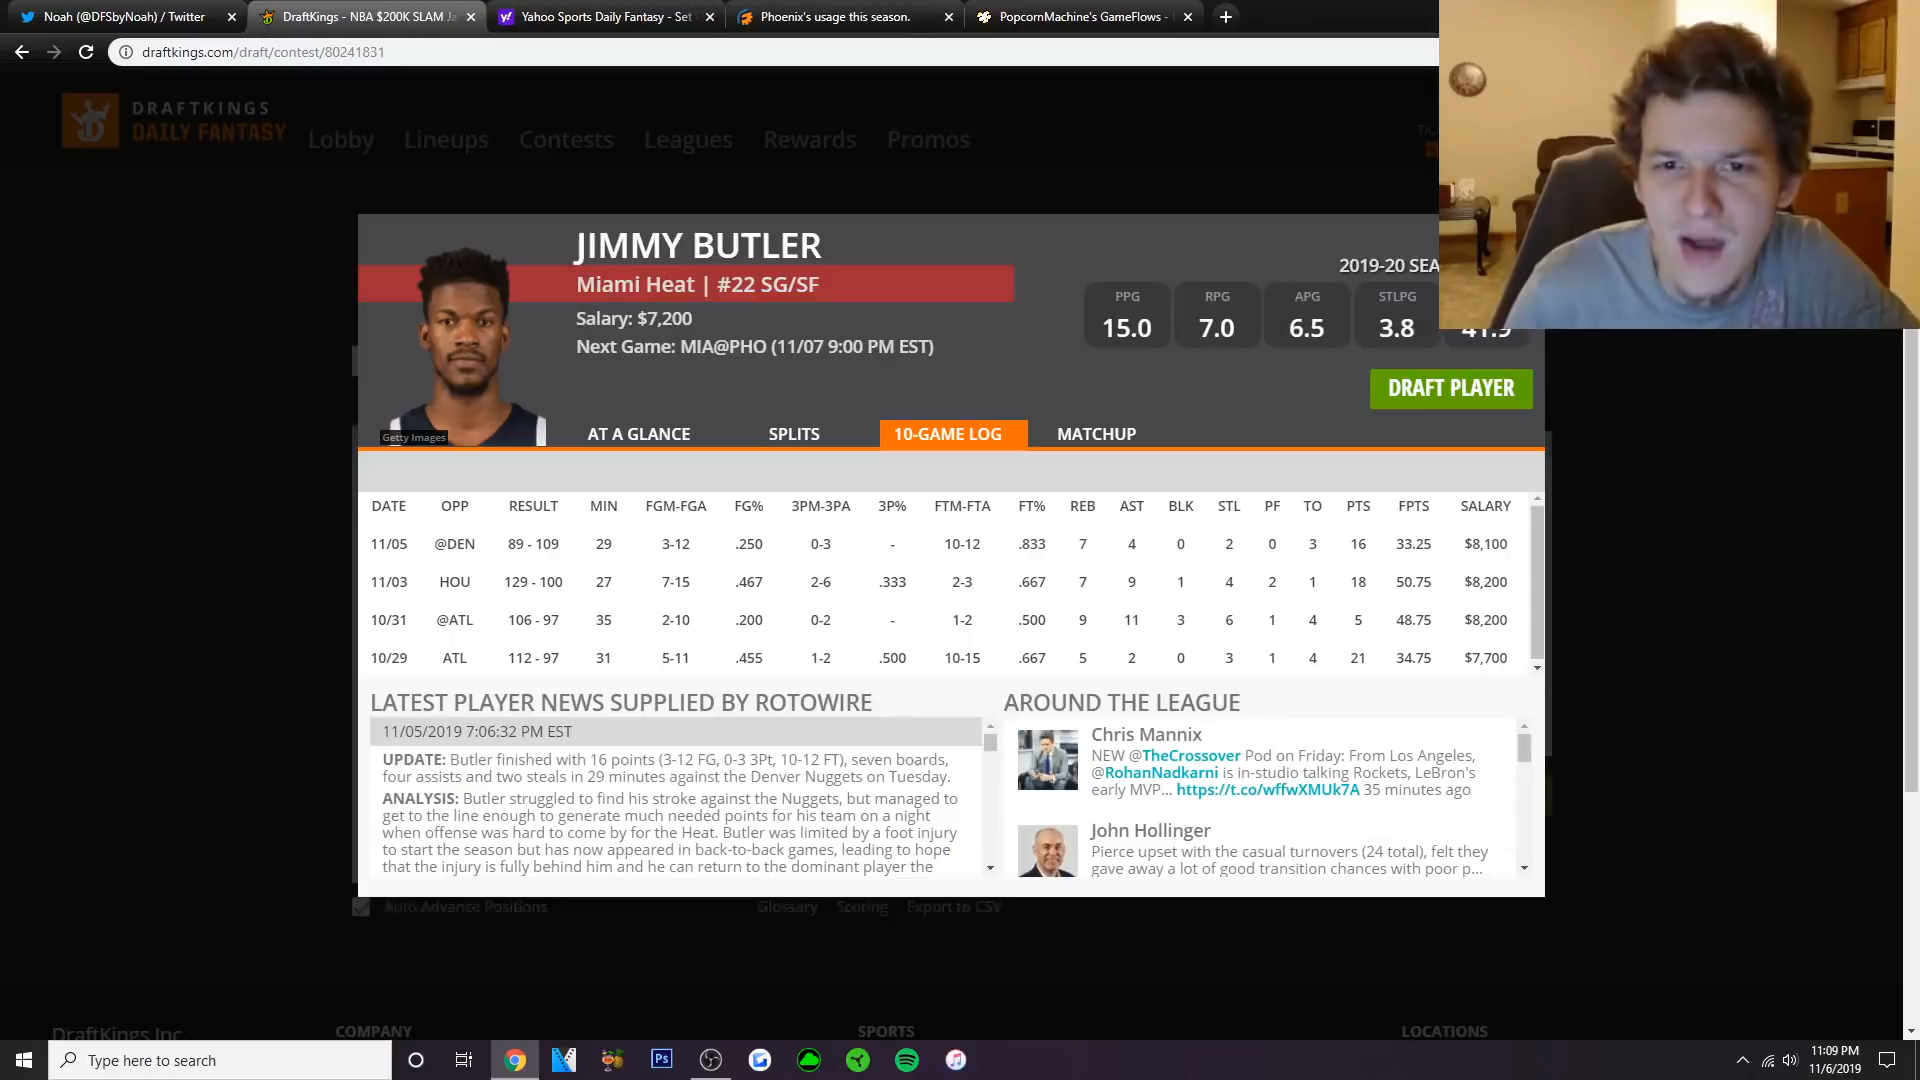 Noah (@DFSbyNoah) / Twitter
DraftKings - NBA $200K SLAM Ja
Yahoo Sports Daily Fantasy - Set
Phoenix's usage this season.
PopcornMachine's GameFlows -
draftkings.com/draft/contest/80241831
DRAFTKINGS
DAILY FANTASY
Lobby Lineups Contests Leagues Rewards Promos
JIMMY BUTLER
Miami Heat | #22 SG/SF
Salary: $7,200
Next Game: MIA@PHO (11/07 9:00 PM EST)
2019-20 SEA
PPG RPG APG STLPG
15.0 7.0 6.5 3.8 41.9
DRAFT PLAYER
Getty Images
AT A GLANCE SPLITS 10-GAME LOG MATCHUP
DATE OPP RESULT MIN FGM-FGA FG% 3PM-3PA 3P% FTM-FTA FT% REB AST BLK STL PF TO PTS FPTS SALARY
11/05 @DEN 89 - 109 29 3-12 .250 0-3 - 10-12 .833 7 4 0 2 0 3 16 33.25 $8,100
11/03 HOU 129 - 100 27 7-15 .467 2-6 .333 2-3 .667 7 9 1 4 2 1 18 50.75 $8,200
10/31 @ATL 106 - 97 35 2-10 .200 0-2 - 1-2 .500 9 11 3 6 1 4 5 48.75 $8,200
10/29 ATL 112 - 97 31 5-11 .455 1-2 .500 10-15 .667 5 2 0 3 1 4 21 34.75 $7,700
LATEST PLAYER NEWS SUPPLIED BY ROTOWIRE
11/05/2019 7:06:32 PM EST
UPDATE: Butler finished with 16 points (3-12 FG, 0-3 3Pt, 10-12 FT), seven boards,
four assists and two steals in 29 minutes against the Denver Nuggets on Tuesday.
ANALYSIS: Butler struggled to find his stroke against the Nuggets, but managed to
get to the line enough to generate much needed points for his team on a night
when offense was hard to come by for the Heat. Butler was limited by a foot injury
to start the season but has now appeared in back-to-back games, leading to hope
that the injury is fully behind him and he can return to the dominant player the
AROUND THE LEAGUE
Chris Mannix
NEW @TheCrossover Pod on Friday: From Los Angeles,
@RohanNadkarni is in-studio talking Rockets, LeBron's
early MVP... https://t.co/wffwXMUk7A 35 minutes ago
John Hollinger
Pierce upset with the casual turnovers (24 total), felt they
gave away a lot of good transition chances with poor p...
Auto Advance Positions Glossary Scoring Export to CSV
DraftKings Inc. COMPANY SPORTS LOCATIONS
Type here to search
Ps
11:09 PM
11/6/2019